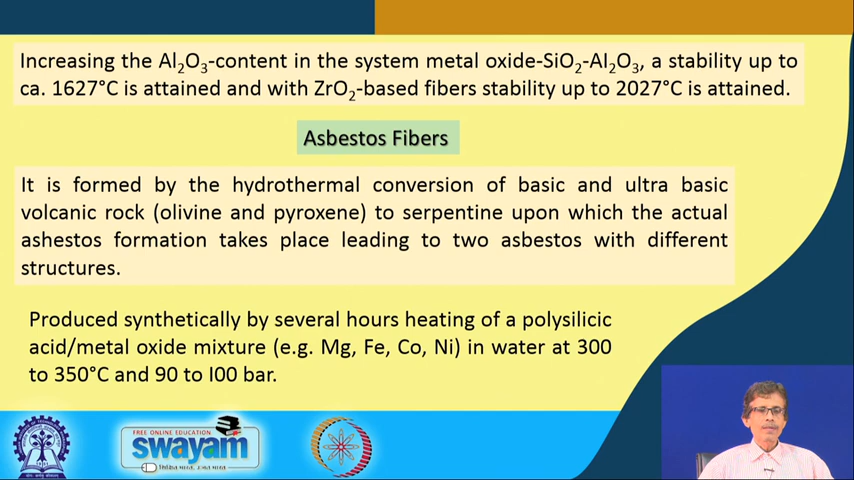 Increasing the Al₂O₃-content in the system metal oxide-SiO₂-AI₂O₃, a stability up to
ca. 1627°C is attained and with ZrO₂-based fibers stability up to 2027°C is attained.
Asbestos Fibers
It is formed by the hydrothermal conversion of basic and ultra basic
volcanic rock (olivine and pyroxene) to serpentine upon which the actual
ashestos formation takes place leading to two asbestos with different
structures.
Produced synthetically by several hours heating of a polysilicic
acid/metal oxide mixture (e.g. Mg, Fe, Co, Ni) in water at 300
to 350°C and 90 to I00 bar.
FREE ONLINE EDUCATION
swayam